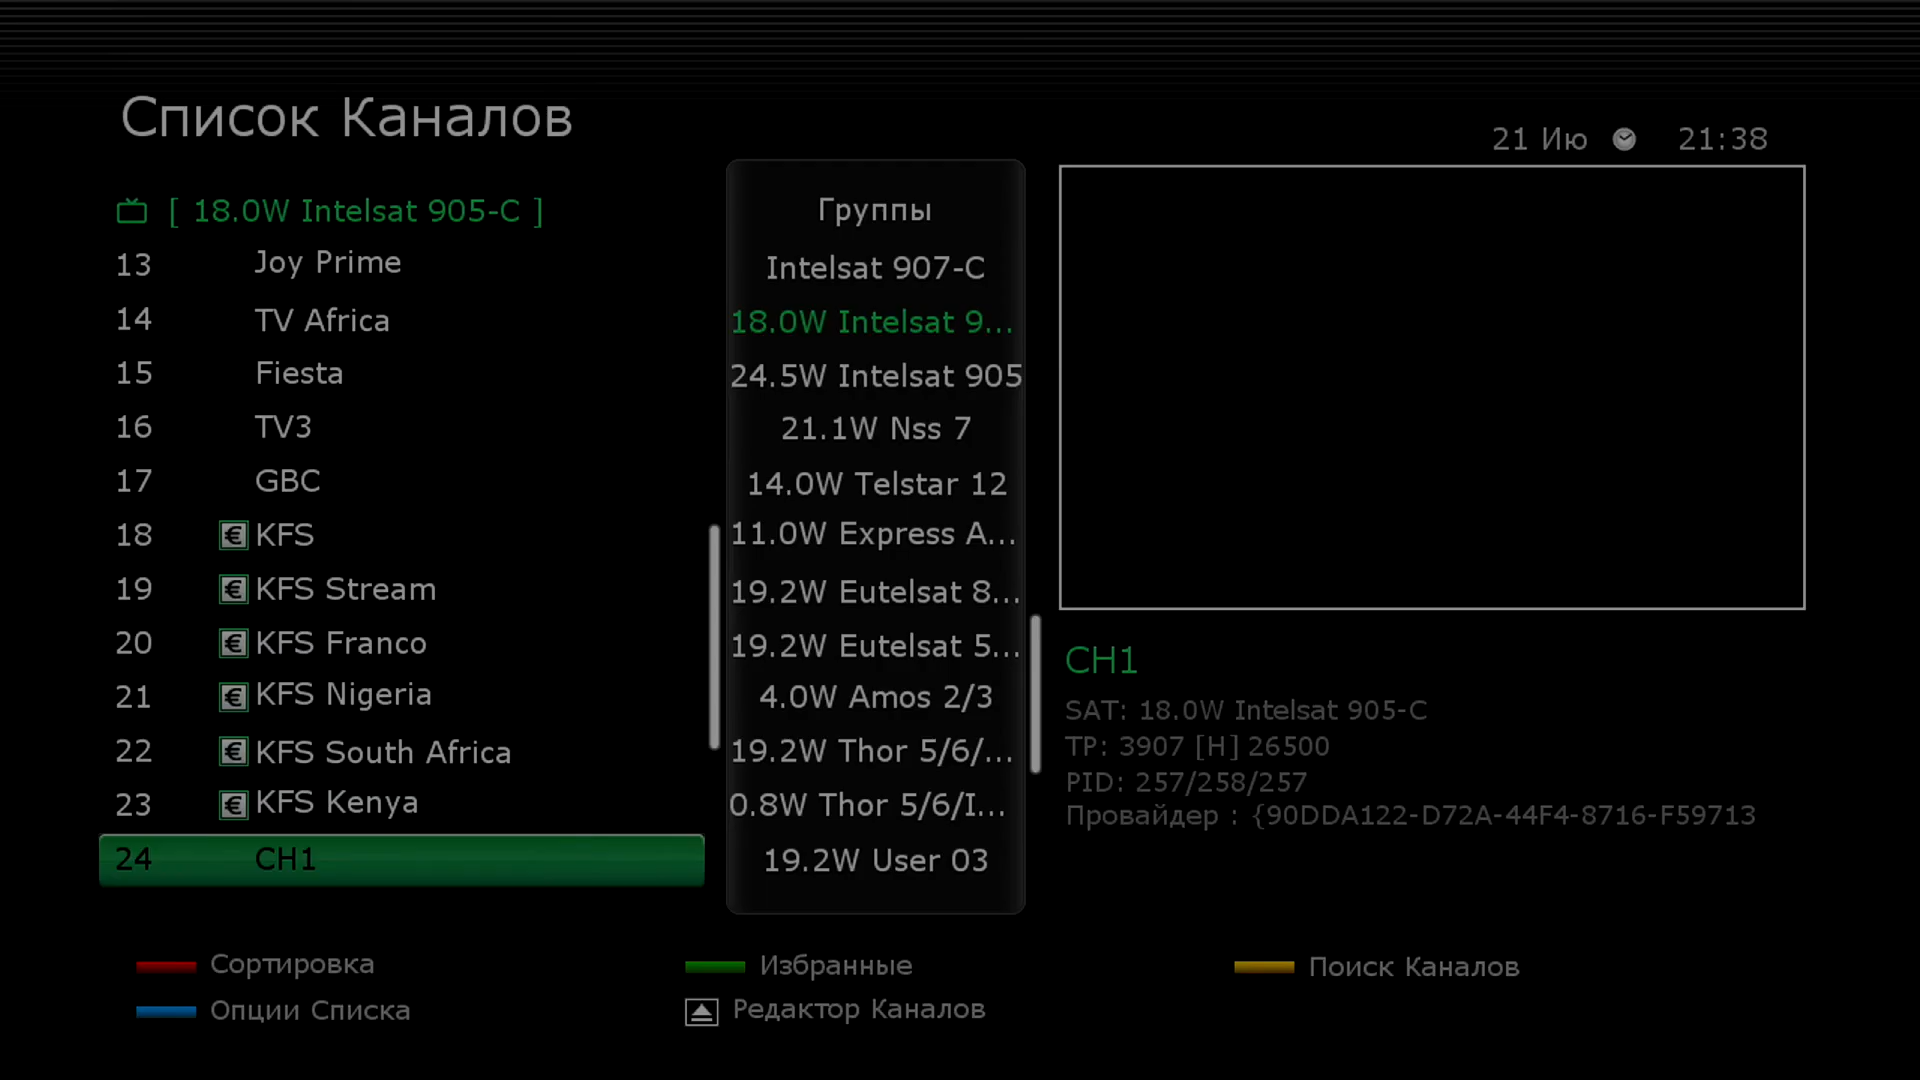 Список Каналов
21 Ию 21:38
[ 18.0W Intelsat 905-C ]
13 Joy Prime
14 TV Africa
15 Fiesta
16 TV3
17 GBC
18 € KFS
19 € KFS Stream
20 € KFS Franco
21 € KFS Nigeria
22 € KFS South Africa
23 € KFS Kenya
24 CH1
Группы
Intelsat 907-C
18.0W Intelsat 9...
24.5W Intelsat 905
21.1W Nss 7
14.0W Telstar 12
11.0W Express A...
19.2W Eutelsat 8...
19.2W Eutelsat 5...
4.0W Amos 2/3
19.2W Thor 5/6/...
0.8W Thor 5/6/I...
19.2W User 03
CH1
SAT: 18.0W Intelsat 905-C
TP: 3907 [H] 26500
PID: 257/258/257
Провайдер : {90DDA122-D72A-44F4-8716-F59713
Сортировка
Избранные
Поиск Каналов
Опции Списка
Редактор Каналов